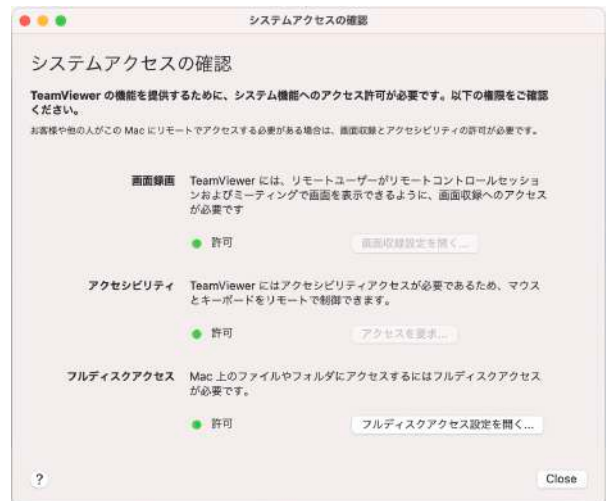 システムアクセスの確認
システムアクセスの確認
TeamViewer の機能を提供するために、システム機能へのアクセス許可が必要です。以下の権限をご確認
ください。
お客様や他の人がこの Mac にリモートでアクセスする必要がある場合は、画面収録とアクセシビリティの許可が必要です。
画面録画
TeamViewer には、リモートユーザーがリモートコントロールセッショ
ンおよびミーティングで画面を表示できるように、画面収録へのアクセス
が必要です
許可
画面収録設定を開く...
アクセシビリティ
TeamViewer にはアクセシビリティアクセスが必要であるため、マウス
とキーボードをリモートで制御できます。
許可
アクセスを要求...
フルディスクアクセス
Mac 上のファイルやフォルダにアクセスするにはフルディスクアクセス
が必要です。
許可
フルディスクアクセス設定を開く...
?
Close